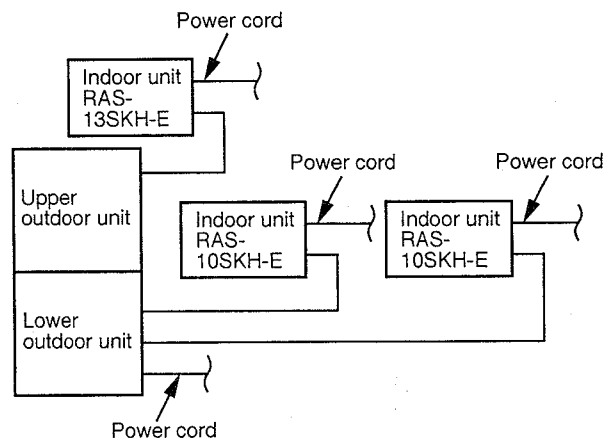 Power cord
Indoor unit
RAS-
13SKH-E
Power cord
Power cord
Upper
outdoor unit
Indoor unit
RAS-
10SKH-E
Indoor unit
RAS-
10SKH-E
Lower
outdoor unit
Power cord